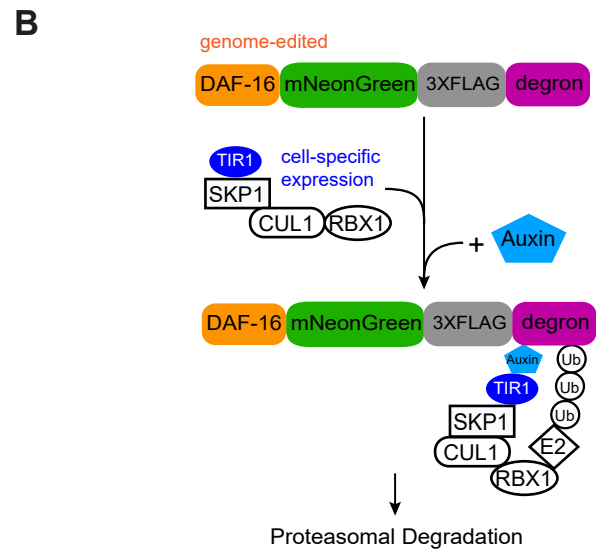 B
genome-edited
DAF-16 mNeonGreen 3XFLAG degron
TIR1
cell-specific
expression
SKP1
CUL1 RBX1
+ Auxin
DAF-16 mNeonGreen 3XFLAG degron
Auxin Ub
TIR1 Ub
SKP1 Ub
CUL1 E2
RBX1
Proteasomal Degradation